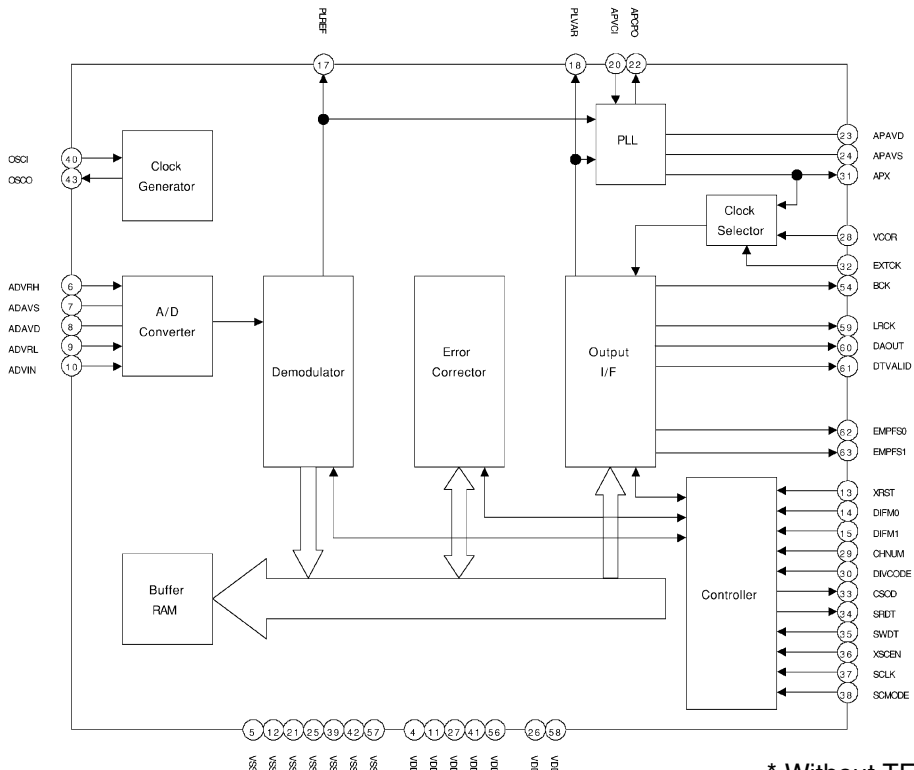 PLREF
PLVAR
APVCI
APCPO
17
18
20
22
OSCI
40
OSCO
43
Clock
Generator
PLL
23
APAVD
24
APAVS
31
APX
Clock
Selector
28
VCOR
32
EXTCK
54
BCK
ADVRH
6
ADAVS
7
ADAVD
8
ADVRL
9
ADVIN
10
A/D
Converter
Demodulator
Error
Corrector
Output
I/F
59
LRCK
60
DAOUT
61
DTVALID
62
EMPFS0
63
EMPFS1
Buffer
RAM
Controller
13
XRST
14
DIFM0
15
DIFM1
29
CHNUM
30
DIVCODE
33
CSOD
34
SRDT
35
SWDT
36
XSCEN
37
SCLK
38
SCMODE
5
12
21
25
39
42
57
4
11
27
41
56
26
58
* Without